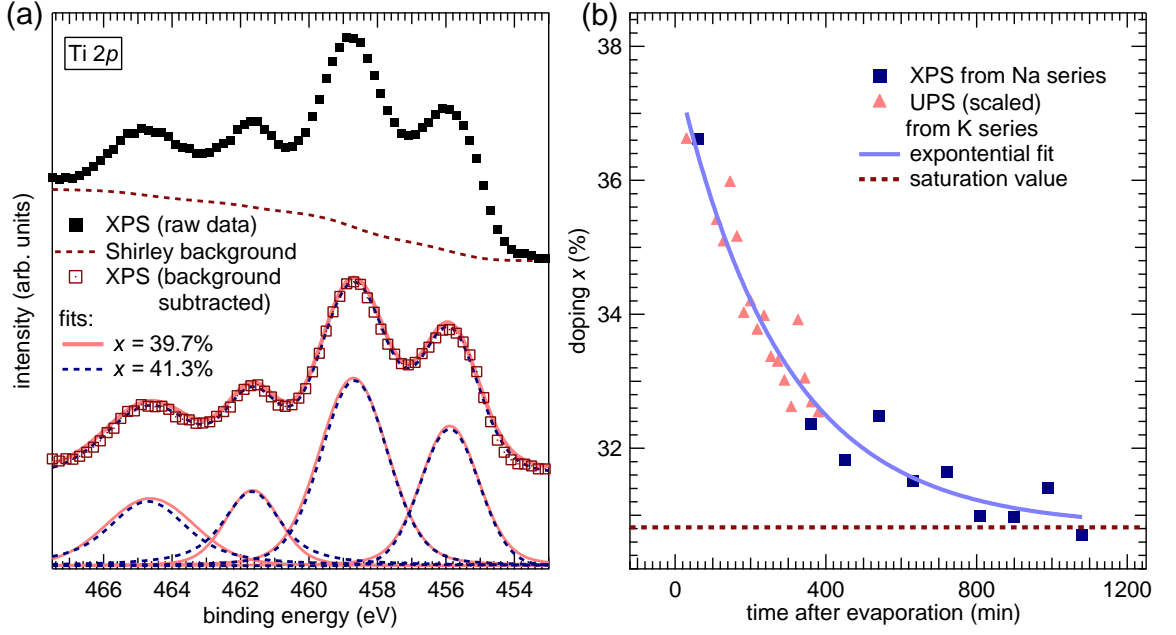 (a)
Ti 2p
XPS (raw data)
Shirley background
XPS (background
subtracted)
fits:
x = 39.7%
x = 41.3%
intensity (arb. units)
466
464
462
460
458
456
454
binding energy (eV)
(b)
XPS from Na series
UPS (scaled)
from K series
expontential fit
saturation value
doping x (%)
38
36
34
32
0
400
800
1200
time after evaporation (min)